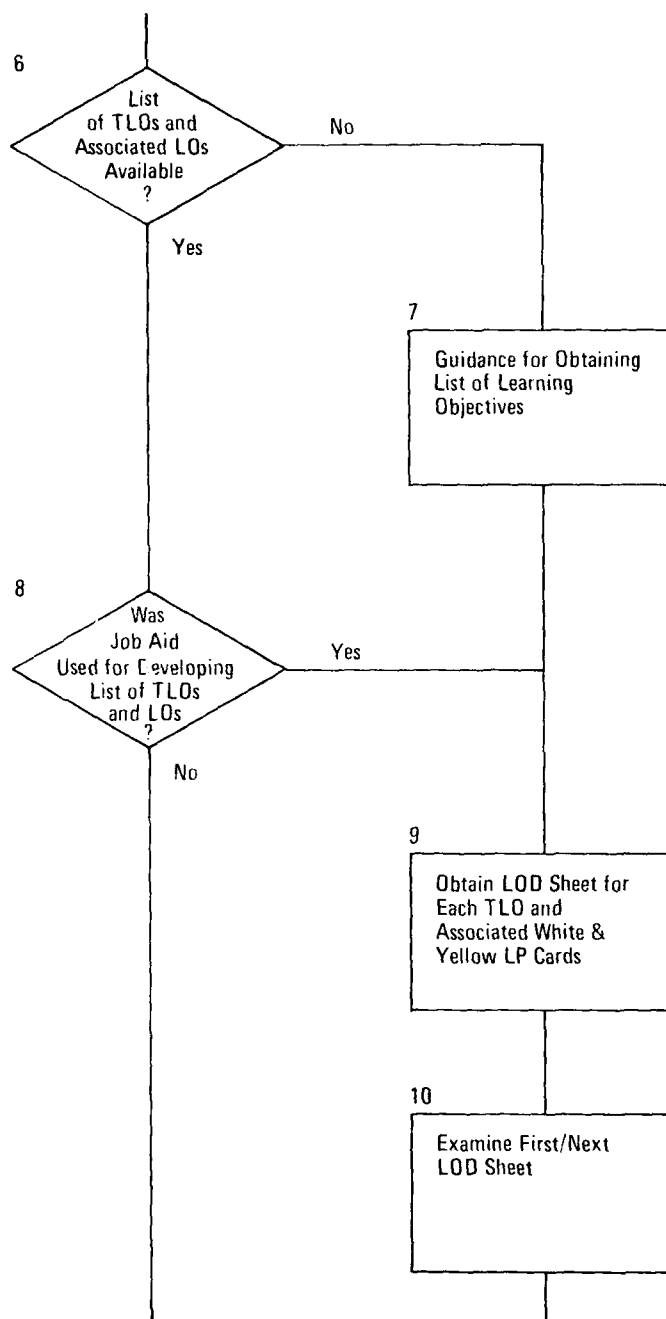 6
List
of TLOs and
Associated LOs
Available
?
No
Yes
7
Guidance for Obtaining
List of Learning
Objectives
8
Was
Job Aid
Used for Developing
List of TLOs
and LOs
?
Yes
No
9
Obtain LOD Sheet for
Each TLO and
Associated White &
Yellow LP Cards
10
Examine First/Next
LOD Sheet